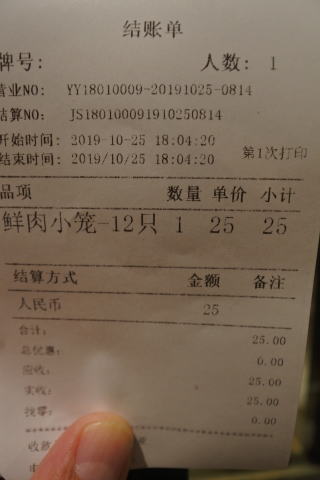 结账单
牌号: 人数: 1
营业NO: YY18010009-20191025-0814
结算NO: JS180100091910250814
开始时间: 2019-10-25 18:04:20
结束时间: 2019/10/25 18:04:20 第1次打印
品项 数量 单价 小计
鲜肉小笼-12只 1 25 25
结算方式 金额 备注
人民币 25
合计: 25.00
总优惠: 0.00
应收: 25.00
实收: 25.00
找零: 0.00
收款